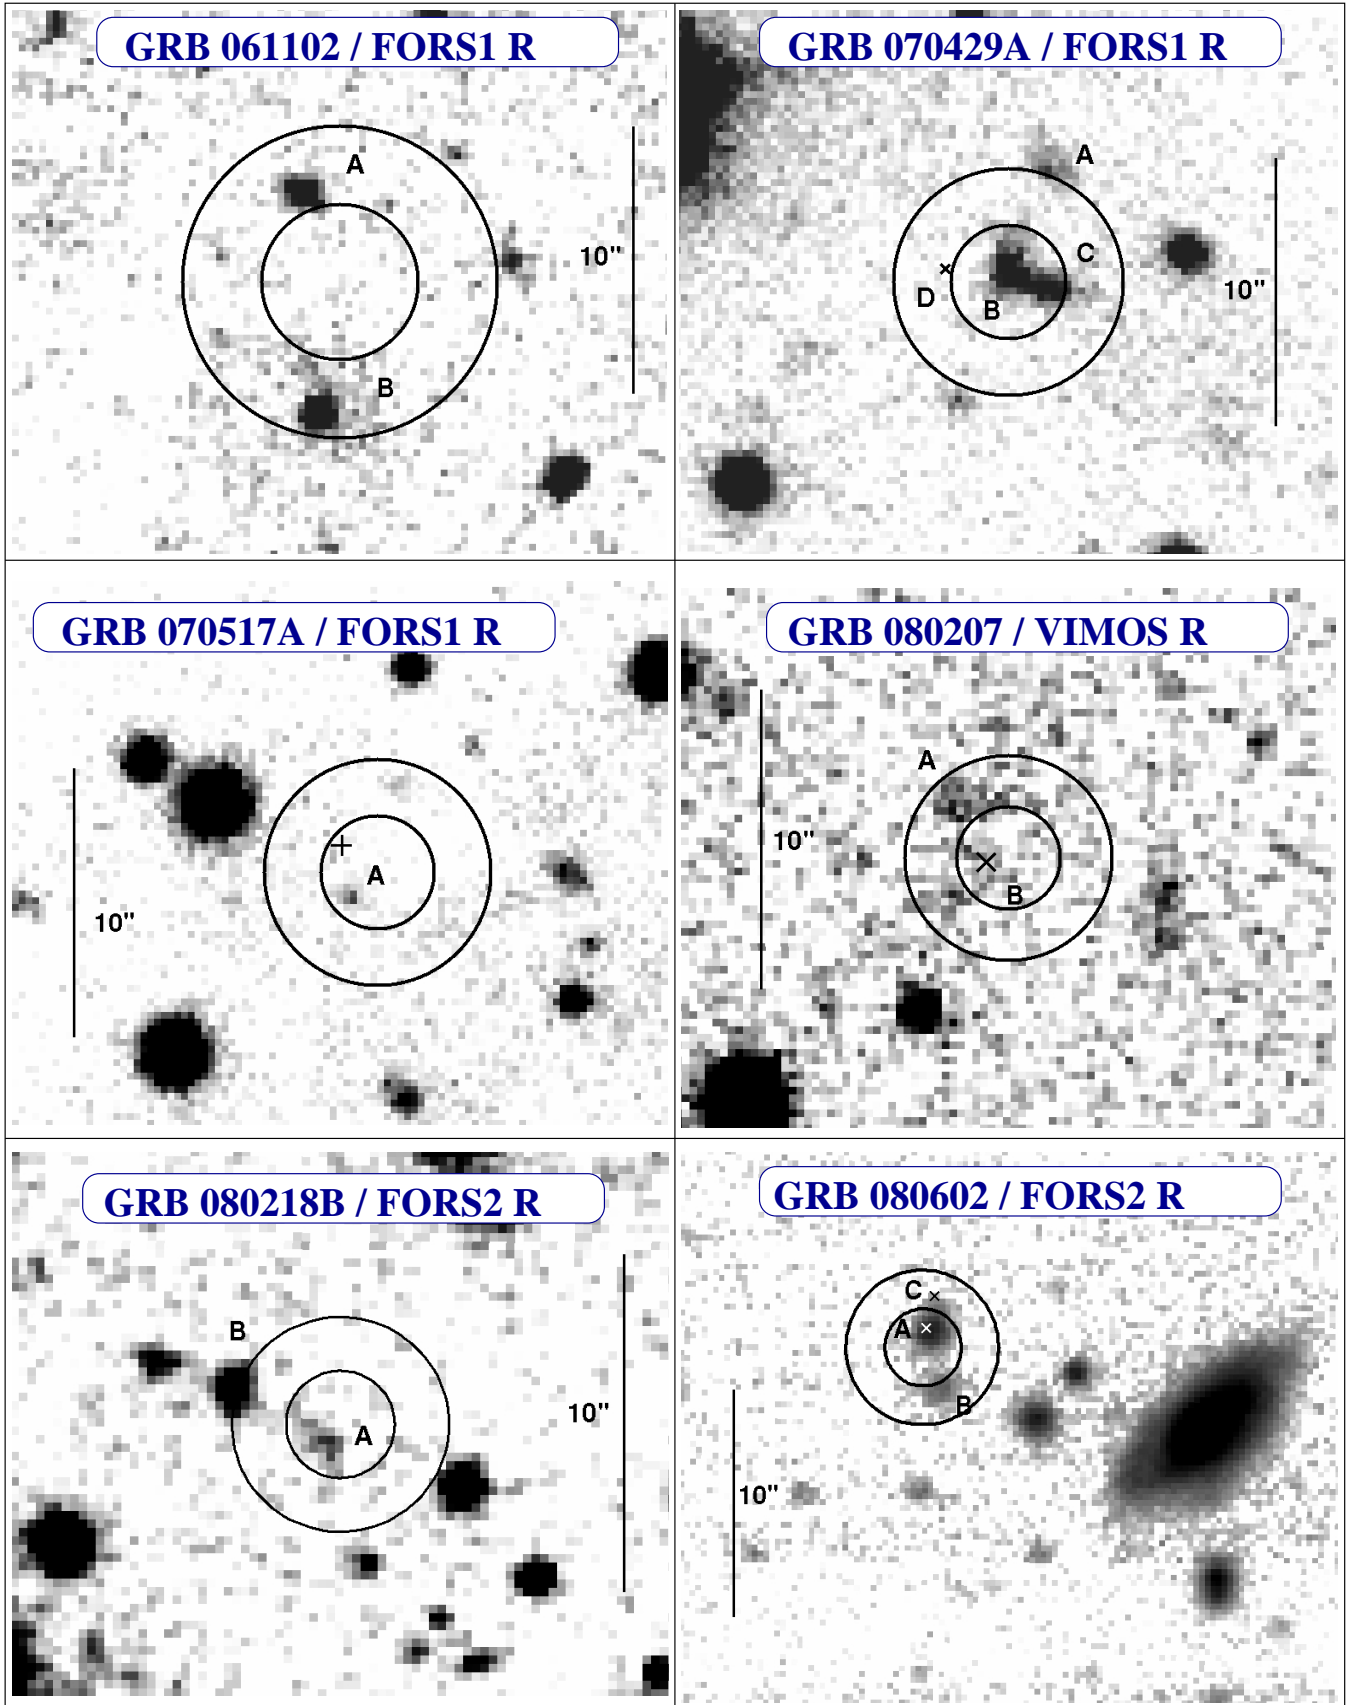 GRB 061102 / FORS1 R
A
10"
B
GRB 070429A / FORS1 R
A
C
10"
D
B
GRB 070517A / FORS1 R
A
10"
GRB 080207 / VIMOS R
A
10"
B
GRB 080218B / FORS2 R
B
10"
A
GRB 080602 / FORS2 R
C
A
B
10"